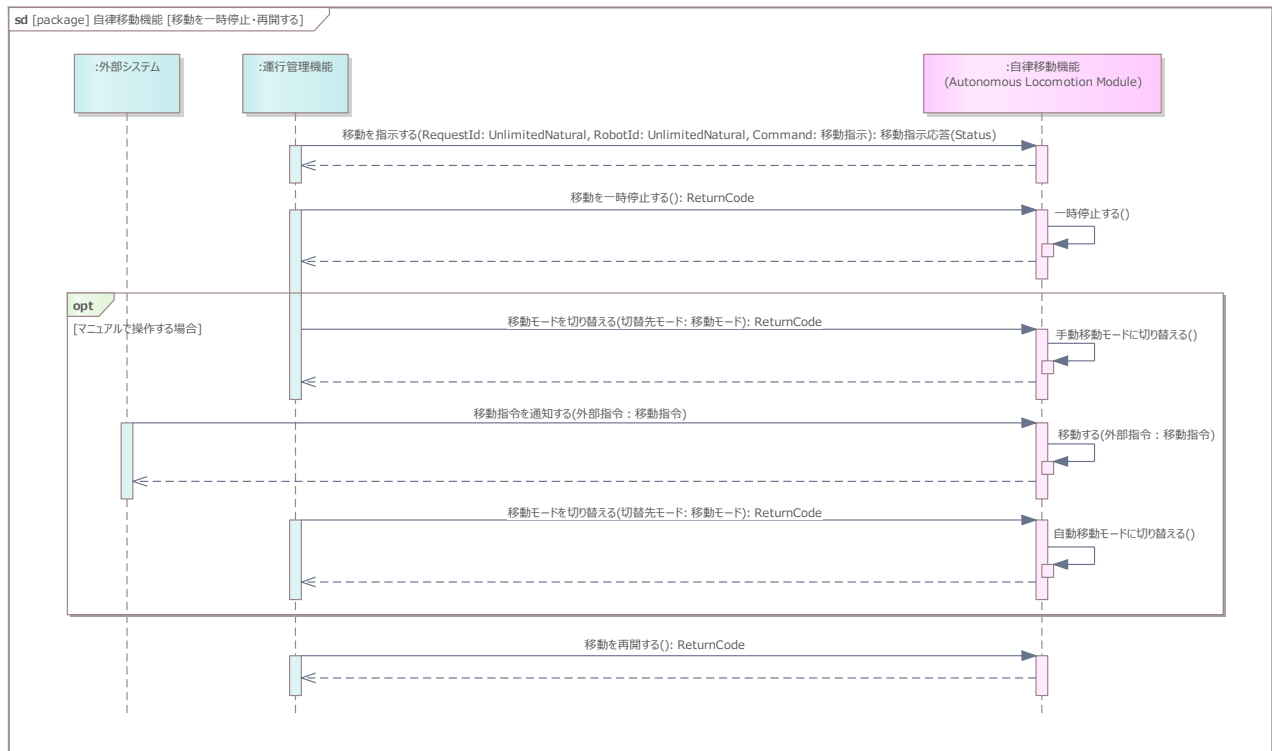 sd [package] 自律移動機能 [移動を一時停止・再開する]
:外部システム
:運行管理機能
:自律移動機能
(Autonomous Locomotion Module)
移動を指示する(RequestId: UnlimitedNatural, RobotId: UnlimitedNatural, Command: 移動指示): 移動指示応答(Status)
移動を一時停止する(): ReturnCode
一時停止する()
opt
[マニュアルで操作する場合]
移動モードを切り替える(切替先モード: 移動モード): ReturnCode
手動移動モードに切り替える()
移動指令を通知する(外部指令：移動指令)
移動する(外部指令：移動指令)
移動モードを切り替える(切替先モード: 移動モード): ReturnCode
自動移動モードに切り替える()
移動を再開する(): ReturnCode